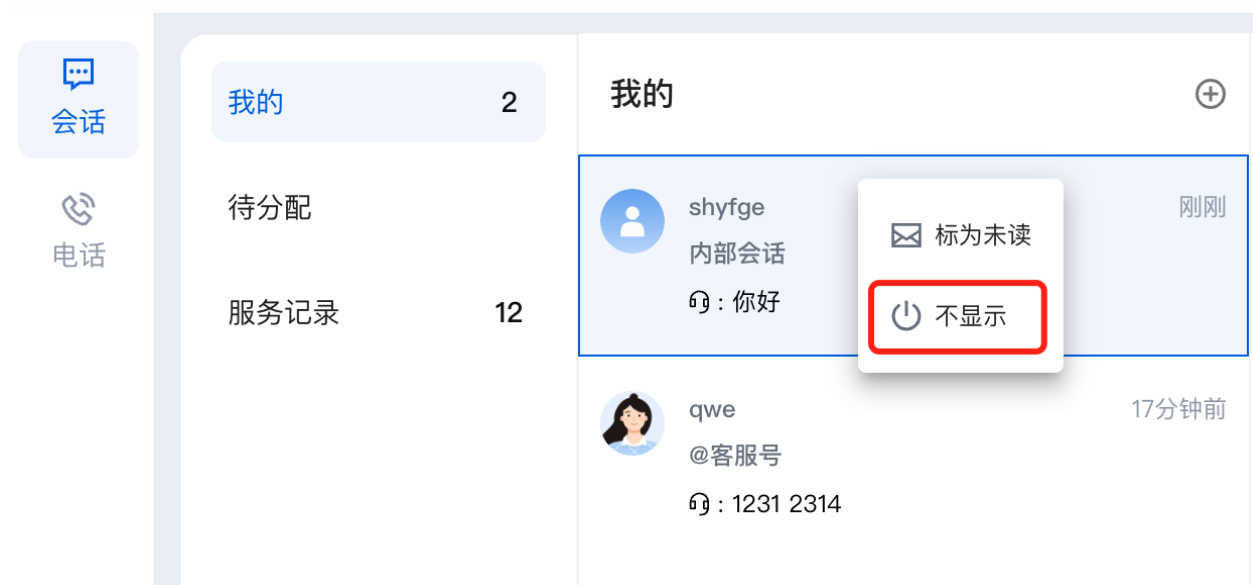 会话
电话
我的 2
待分配
服务记录 12
我的
shyfge 刚刚
内部会话
: 你好
标为未读
不显示
qwe 17分钟前
@客服号
: 1231 2314